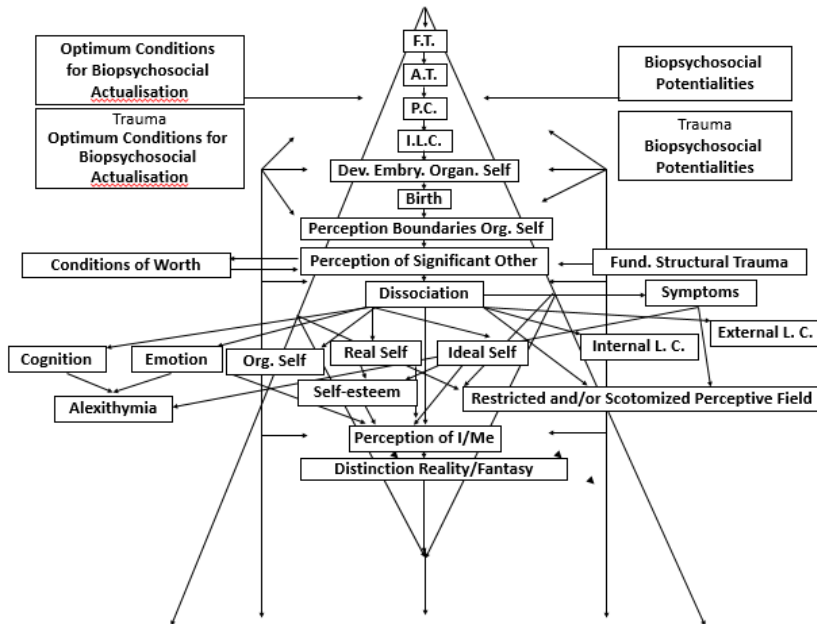 F.T.
Optimum Conditions
for Biopsychosocial
Actualisation
A.T.
Biopsychosocial
Potentialities
P.C.
Trauma
Optimum Conditions for
Biopsychosocial
Actualisation
I.L.C.
Trauma
Biopsychosocial
Potentialities
Dev. Embry. Organ. Self
Birth
Perception Boundaries Org. Self
Conditions of Worth
Perception of Significant Other
Fund. Structural Trauma
Dissociation
Symptoms
External L. C.
Cognition
Emotion
Org. Self
Real Self
Ideal Self
Internal L. C.
Alexithymia
Self-esteem
Restricted and/or Scotomized Perceptive Field
Perception of I/Me
Distinction Reality/Fantasy